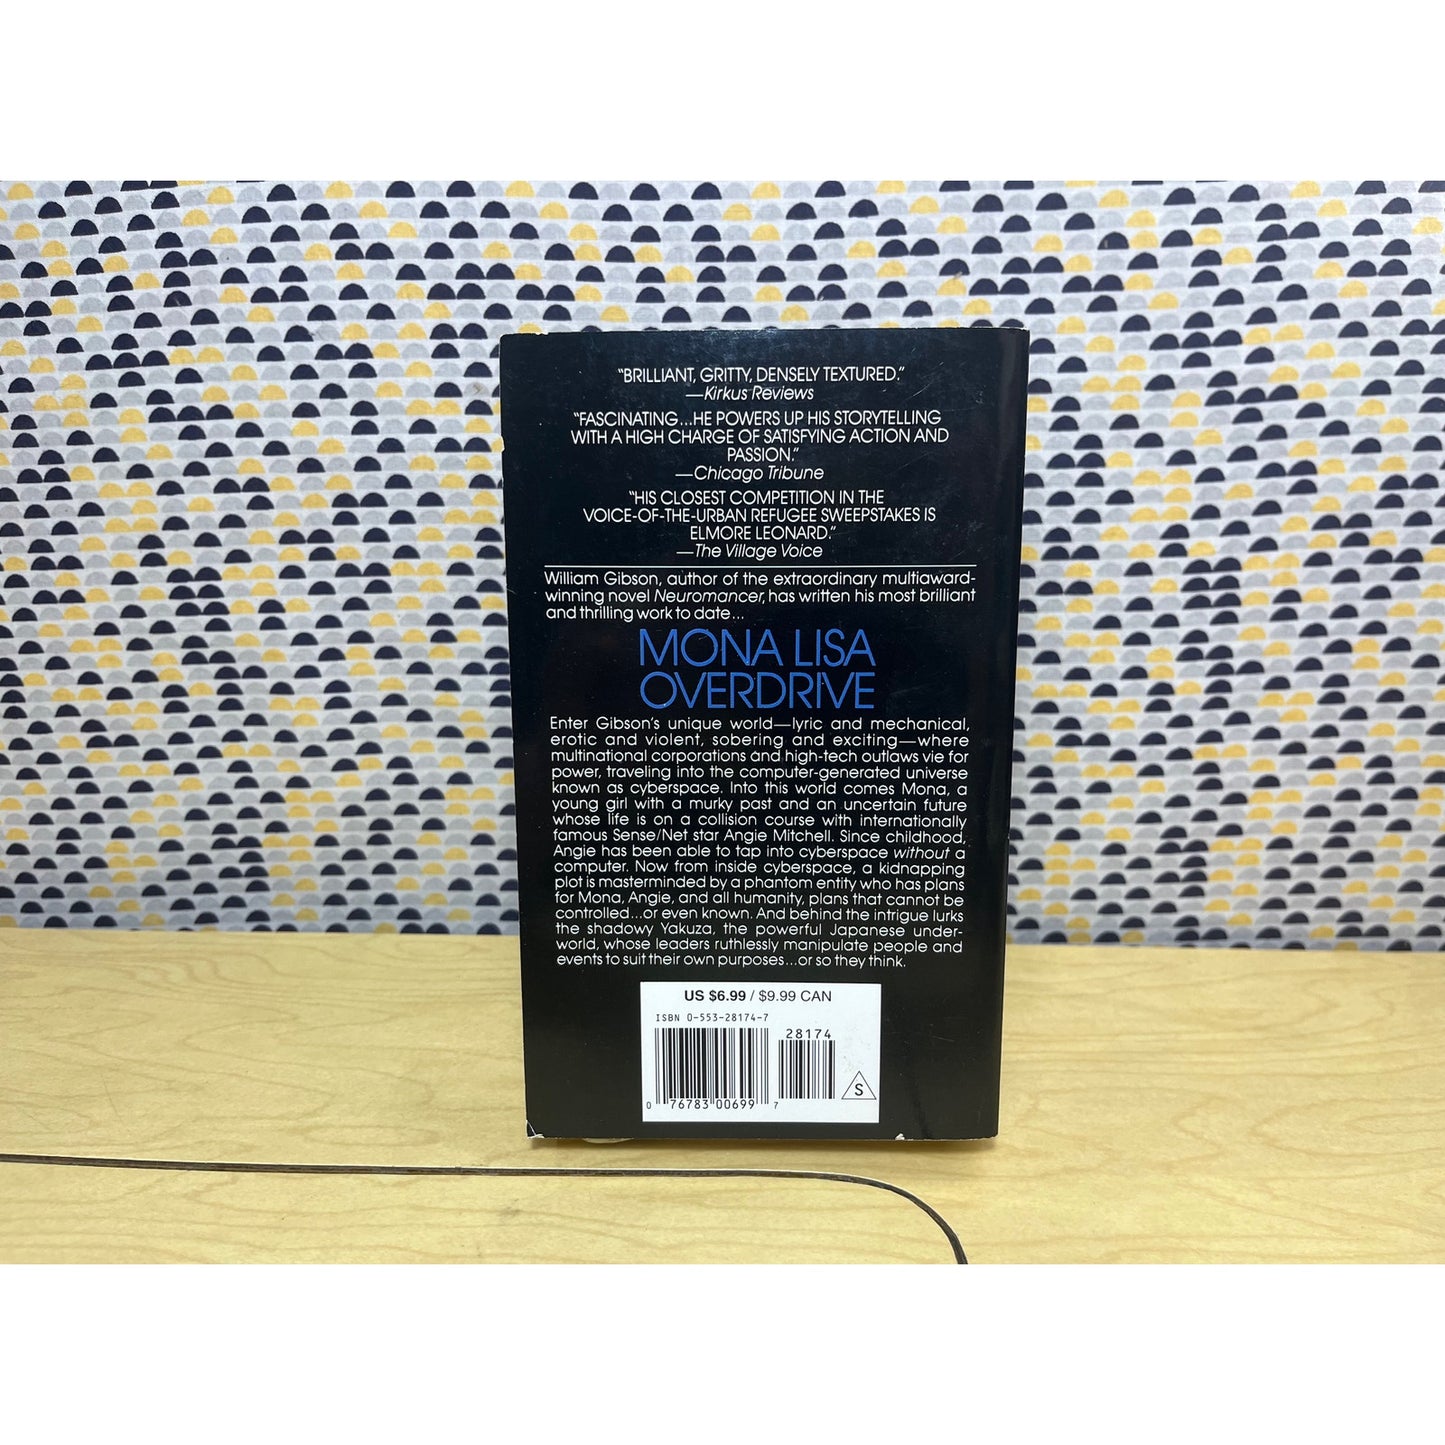 “BRILLIANT, GRITTY, DENSELY TEXTURED.”
—Kirkus Reviews
“FASCINATING...HE POWERS UP HIS STORYTELLING
WITH A HIGH CHARGE OF SATISFYING ACTION AND
PASSION.”
—Chicago Tribune
“HIS CLOSEST COMPETITION IN THE
VOICE-OF-THE-URBAN REFUGEE SWEEPSTAKES IS
ELMORE LEONARD.”
—The Village Voice
William Gibson, author of the extraordinary multiaward-
winning novel Neuromancer, has written his most brilliant
and thrilling work to date...
MONA LISA
OVERDRIVE
Enter Gibson's unique world—lyric and mechanical,
erotic and violent, sobering and exciting—where
multinational corporations and high-tech outlaws vie for
power, traveling into the computer-generated universe
known as cyberspace. Into this world comes Mona, a
young girl with a murky past and an uncertain future
whose life is on a collision course with internationally
famous Sense/Net star Angie Mitchell. Since childhood,
Angie has been able to tap into cyberspace without a
computer. Now from inside cyberspace, a kidnapping
plot is masterminded by a phantom entity who has plans
for Mona, Angie, and all humanity, plans that cannot be
controlled...or even known. And behind the intrigue lurks
the shadowy Yakuza, the powerful Japanese under-
world, whose leaders ruthlessly manipulate people and
events to suit their own purposes...or so they think.
US $6.99 / $9.99 CAN
ISBN 0-553-28174-7
28174
0 76783 00699 7
S